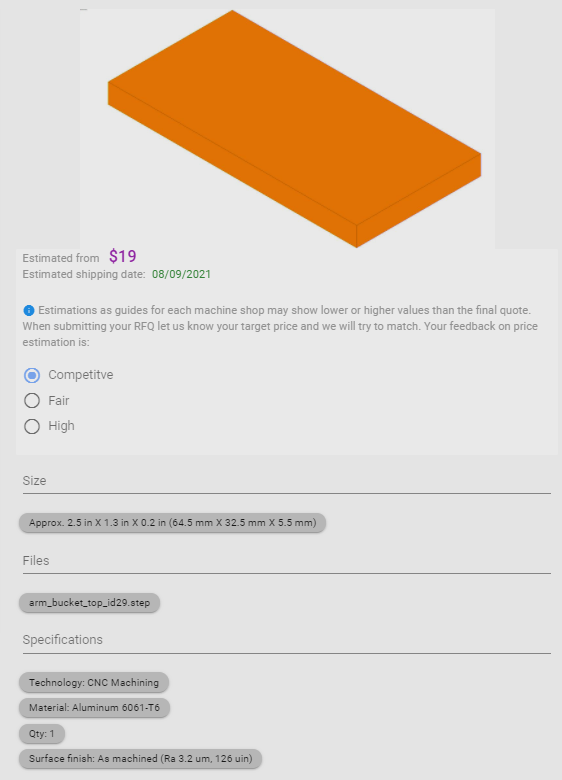 Estimated from $19
Estimated shipping date: 08/09/2021
Estimations as guides for each machine shop may show lower or higher values than the final quote.
When submitting your RFQ let us know your target price and we will try to match. Your feedback on price
estimation is:
Competitve
Fair
High
Size
Approx. 2.5 in X 1.3 in X 0.2 in (64.5 mm X 32.5 mm X 5.5 mm)
Files
arm_bucket_top_id29.step
Specifications
Technology: CNC Machining
Material: Aluminum 6061-T6
Qty: 1
Surface finish: As machined (Ra 3.2 um, 126 uin)